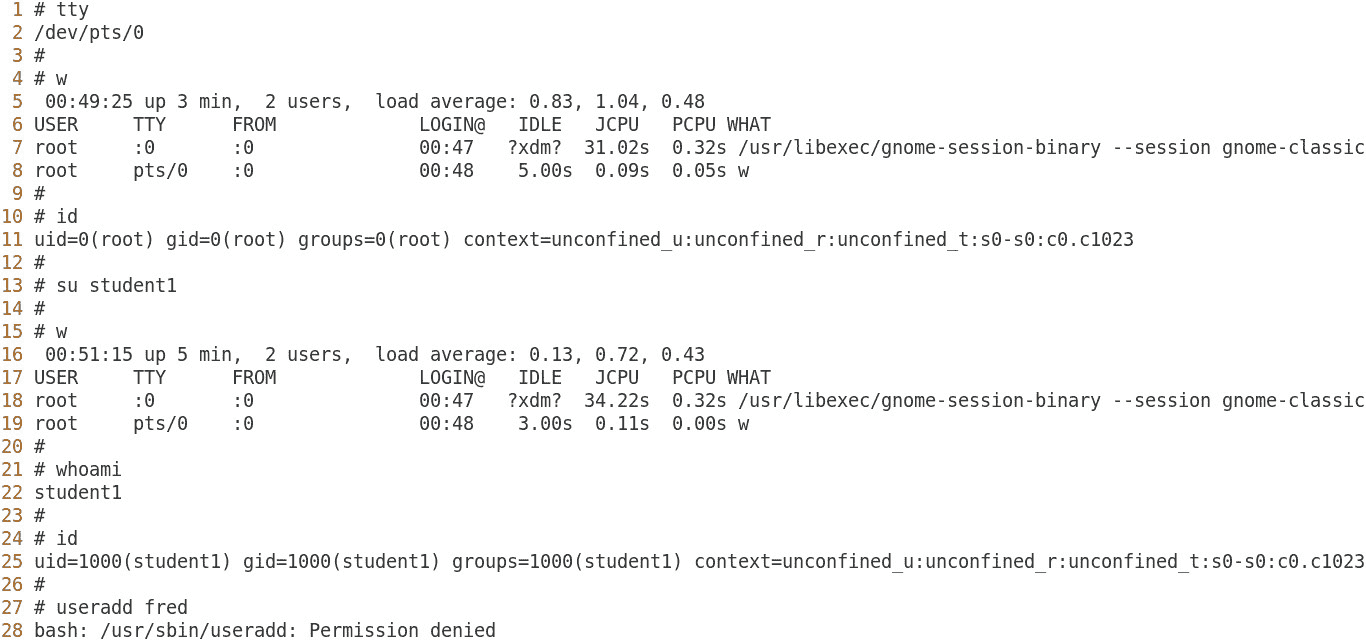 1 # tty
2 /dev/pts/0
3 #
4 # w
5  00:49:25 up 3 min,  2 users,  load average: 0.83, 1.04, 0.48
6 USER     TTY      FROM             LOGIN@   IDLE   JCPU   PCPU WHAT
7 root     :0       :0               00:47   ?xdm?  31.02s  0.32s /usr/libexec/gnome-session-binary --session gnome-classic
8 root     pts/0    :0               00:48    5.00s  0.09s  0.05s w
9 #
10 # id
11 uid=0(root) gid=0(root) groups=0(root) context=unconfined_u:unconfined_r:unconfined_t:s0-s0:c0.c1023
12 #
13 # su student1
14 #
15 # w
16  00:51:15 up 5 min,  2 users,  load average: 0.13, 0.72, 0.43
17 USER     TTY      FROM             LOGIN@   IDLE   JCPU   PCPU WHAT
18 root     :0       :0               00:47   ?xdm?  34.22s  0.32s /usr/libexec/gnome-session-binary --session gnome-classic
19 root     pts/0    :0               00:48    3.00s  0.11s  0.00s w
20 #
21 # whoami
22 student1
23 #
24 # id
25 uid=1000(student1) gid=1000(student1) groups=1000(student1) context=unconfined_u:unconfined_r:unconfined_t:s0-s0:c0.c1023
26 #
27 # useradd fred
28 bash: /usr/sbin/useradd: Permission denied